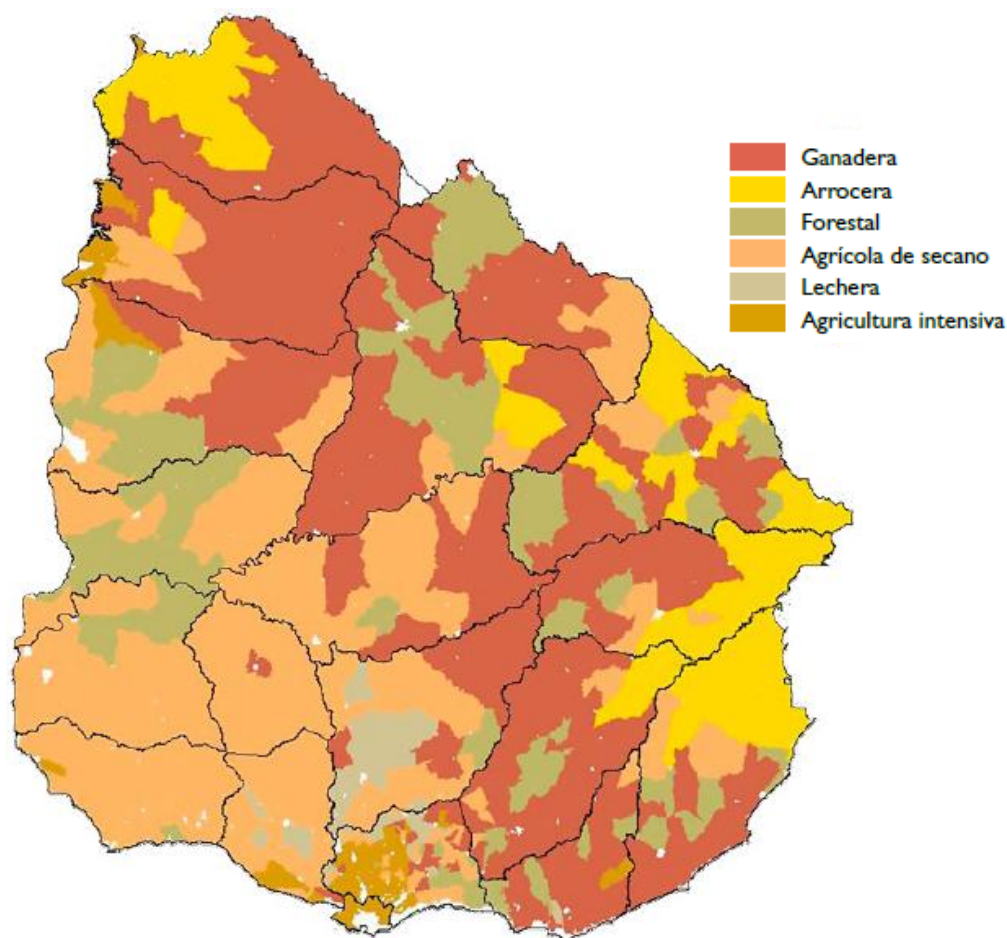 Ganadera
Arrocera
Forestal
Agrícola de secano
Lechera
Agricultura intensiva